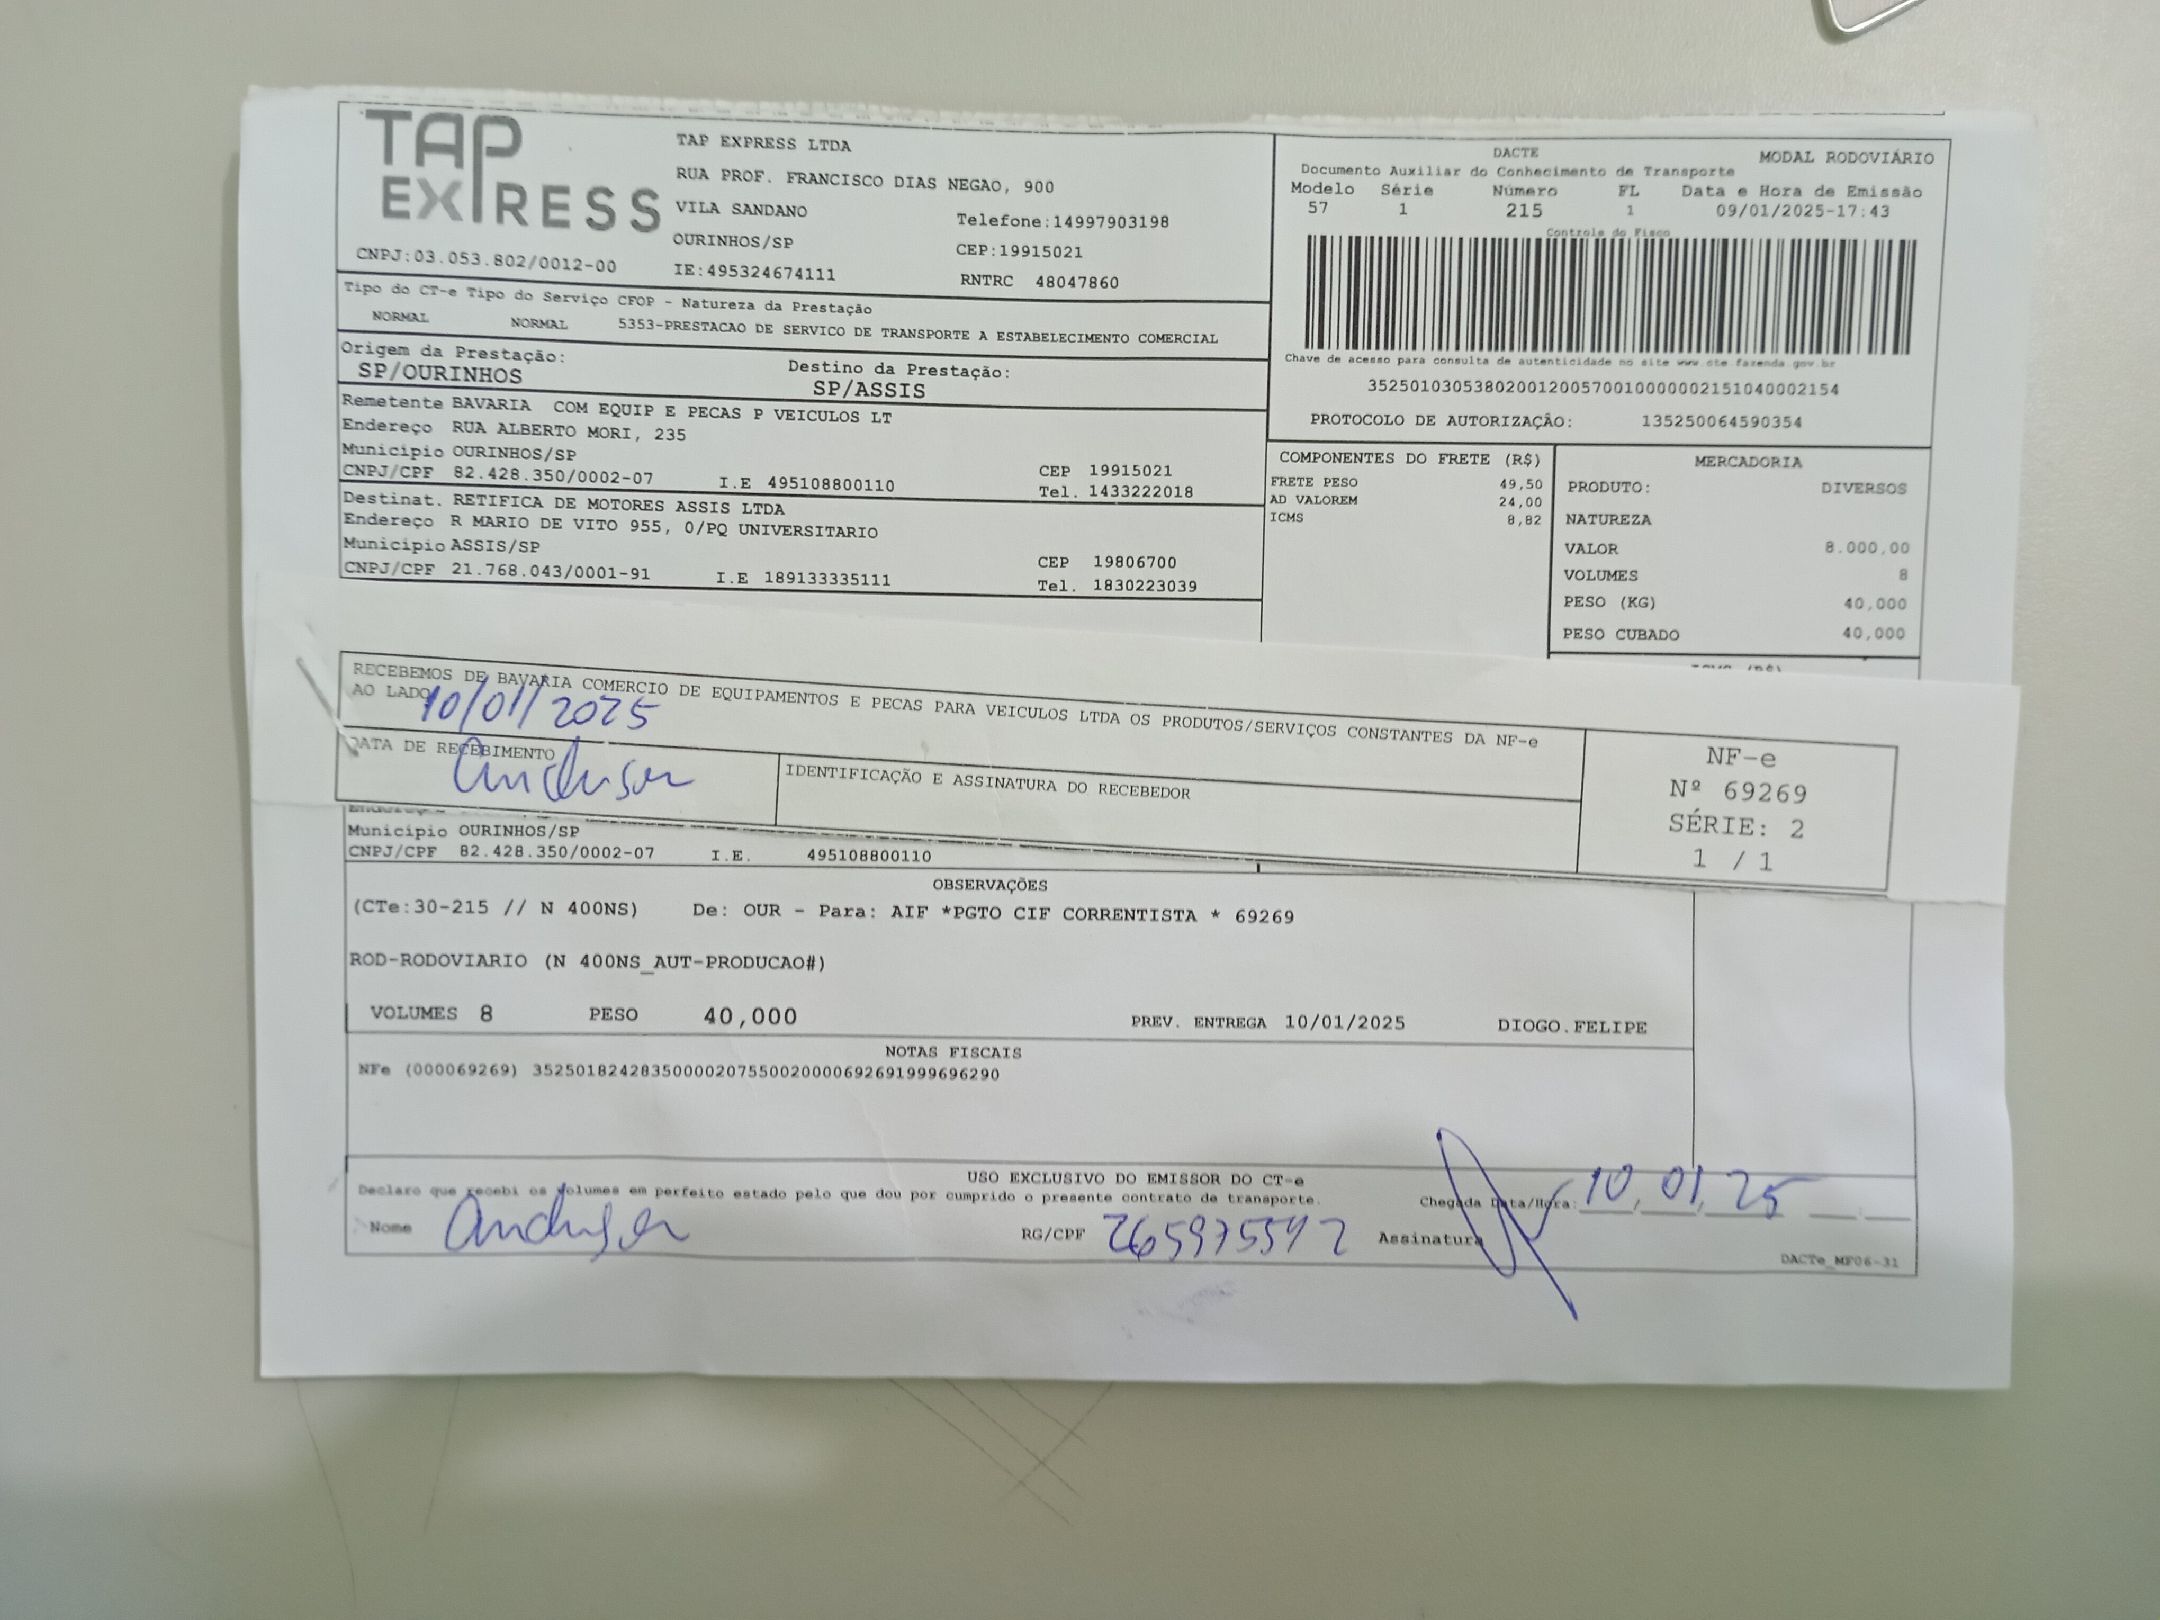 TAP EXPRESS
TAP EXPRESS LTDA
RUA PROF. FRANCISCO DIAS NEGAO, 900
VILA SANDANO
Telefone:14997903198
OURINHOS/SP
CEP:19915021
CNPJ:03.053.802/0012-00
IE:495324674111
RNTRC 48047860
DACTE
MODAL RODOVIÁRIO
Documento Auxiliar do Conhecimento de Transporte
Modelo Série Número FL Data e Hora de Emissão
57 1 215 1 09/01/2025-17:43
Controle do Fisco
Chave de acesso para consulta de autenticidade no site www.cte.fazenda.gov.br
35250103053802001200570010000002151040002154
PROTOCOLO DE AUTORIZAÇÃO: 135250064590354
Tipo do CT-e Tipo do Serviço CFOP - Natureza da Prestação
NORMAL NORMAL 5353-PRESTACAO DE SERVICO DE TRANSPORTE A ESTABELECIMENTO COMERCIAL
Origem da Prestação: Destino da Prestação:
SP/OURINHOS SP/ASSIS
Remetente BAVARIA COM EQUIP E PECAS P VEICULOS LT
Endereço RUA ALBERTO MORI, 235
Municipio OURINHOS/SP CEP 19915021
CNPJ/CPF 82.428.350/0002-07 I.E 495108800110 Tel. 1433222018
Destinat. RETIFICA DE MOTORES ASSIS LTDA
Endereço R MARIO DE VITO 955, 0/PQ UNIVERSITARIO
Municipio ASSIS/SP CEP 19806700
CNPJ/CPF 21.768.043/0001-91 I.E 189133335111 Tel. 1830223039
COMPONENTES DO FRETE (R$)
FRETE PESO 49,50
AD VALOREM 24,00
ICMS 8,82
MERCADORIA
PRODUTO: DIVERSOS
NATUREZA
VALOR 8.000,00
VOLUMES 8
PESO (KG) 40,000
PESO CUBADO 40,000
RECEBEMOS DE BAVARIA COMERCIO DE EQUIPAMENTOS E PECAS PARA VEICULOS LTDA OS PRODUTOS/SERVIÇOS CONSTANTES DA NF-e
AO LADO
10/01/2025
DATA DE RECEBIMENTO
Anderson
IDENTIFICAÇÃO E ASSINATURA DO RECEBEDOR
NF-e
Nº 69269
SÉRIE: 2
1 / 1
Municipio OURINHOS/SP
CNPJ/CPF 82.428.350/0002-07 I.E. 495108800110
OBSERVAÇÕES
(CTe:30-215 // N 400NS) De: OUR - Para: AIF *PGTO CIF CORRENTISTA * 69269
ROD-RODOVIARIO (N 400NS_AUT-PRODUCAO#)
VOLUMES 8 PESO 40,000 PREV. ENTREGA 10/01/2025 DIOGO.FELIPE
NOTAS FISCAIS
NFe (000069269) 35250182428350000207550020000692691999696290
USO EXCLUSIVO DO EMISSOR DO CT-e
Declaro que recebi os volumes em perfeito estado pelo que dou por cumprido o presente contrato de transporte.
Chegada Data/Hora: 10, 01, 25
Nome Anderson RG/CPF 265975592 Assinatura
DACTe_MF06-31